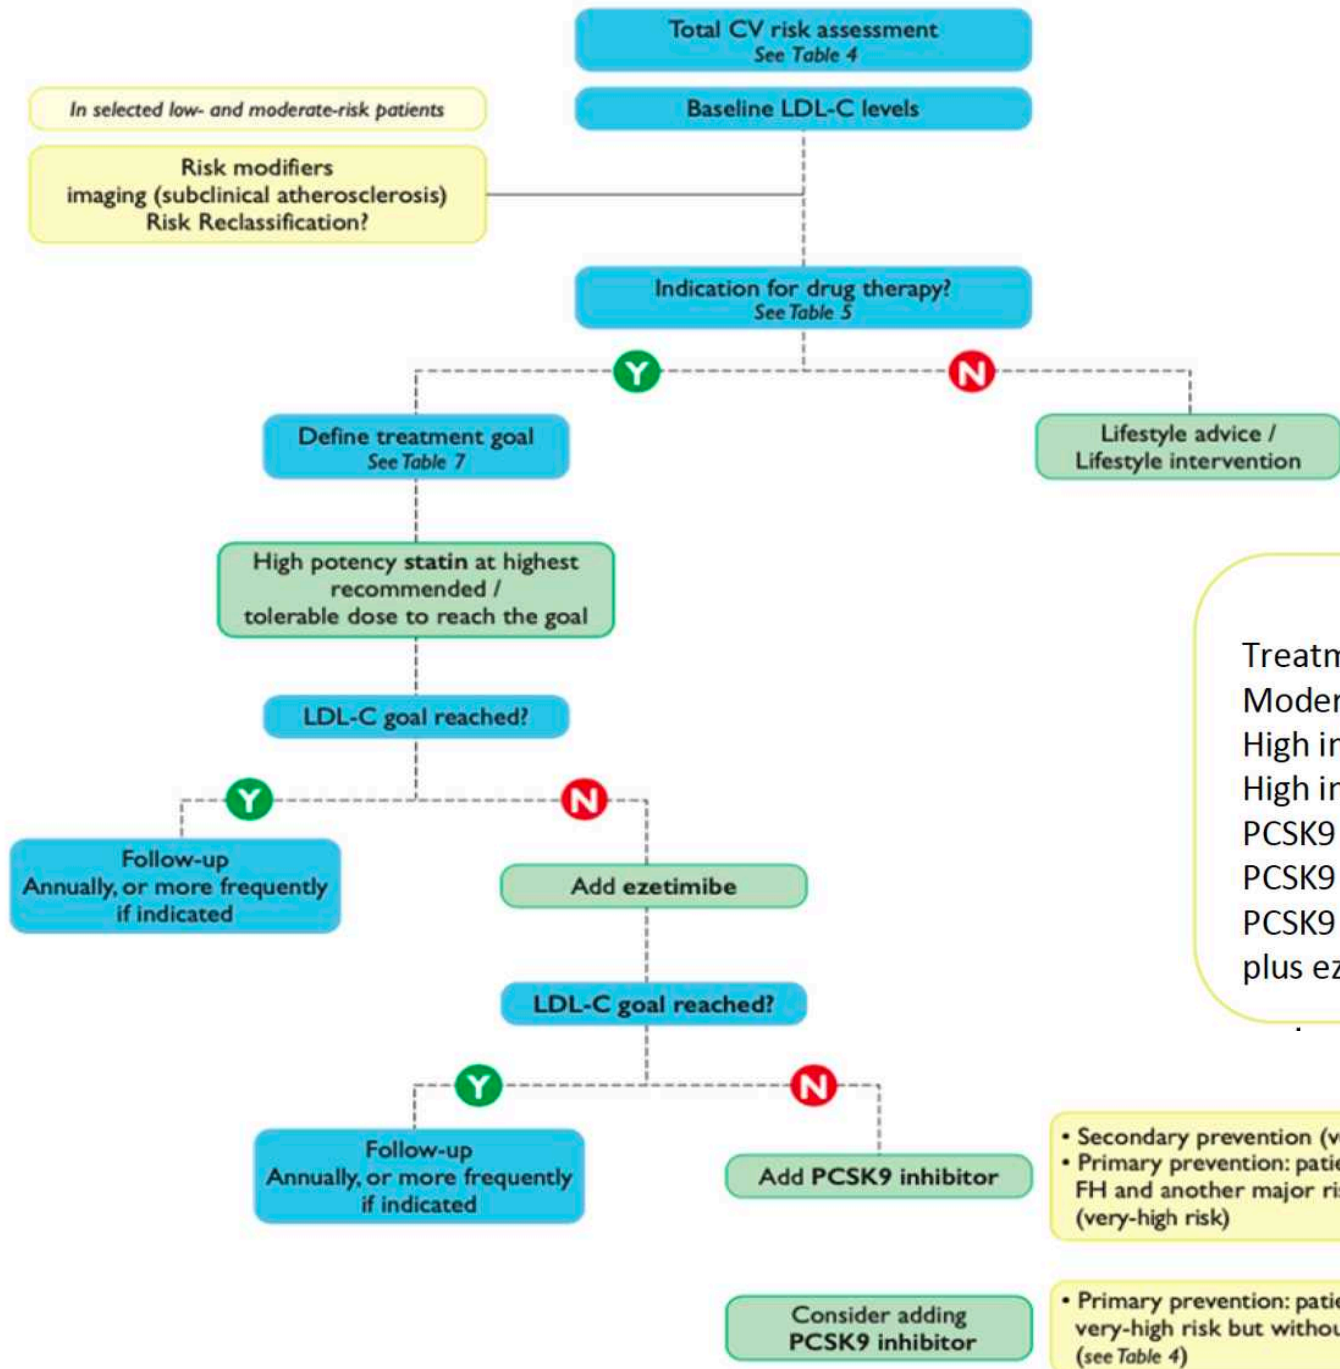 Total CV risk assessment
See Table 4
In selected low- and moderate-risk patients
Baseline LDL-C levels
Risk modifiers
imaging (subclinical atherosclerosis)
Risk Reclassification?
Indication for drug therapy?
See Table 5
Y
N
Define treatment goal
See Table 7
Lifestyle advice /
Lifestyle intervention
High potency statin at highest
recommended /
tolerable dose to reach the goal
LDL-C goal reached?
Y
N
Follow-up
Annually, or more frequently
if indicated
Add ezetimibe
LDL-C goal reached?
Y
N
Follow-up
Annually, or more frequently
if indicated
Add PCSK9 inhibitor
Consider adding
PCSK9 inhibitor
High
High
PCSK9
PCSK9
PCSK9
plus
• Secondary prevention
• Primary prevention:
FH and another major
(very-high risk)
• Primary prevention:
very-high risk but
(see Table 4)